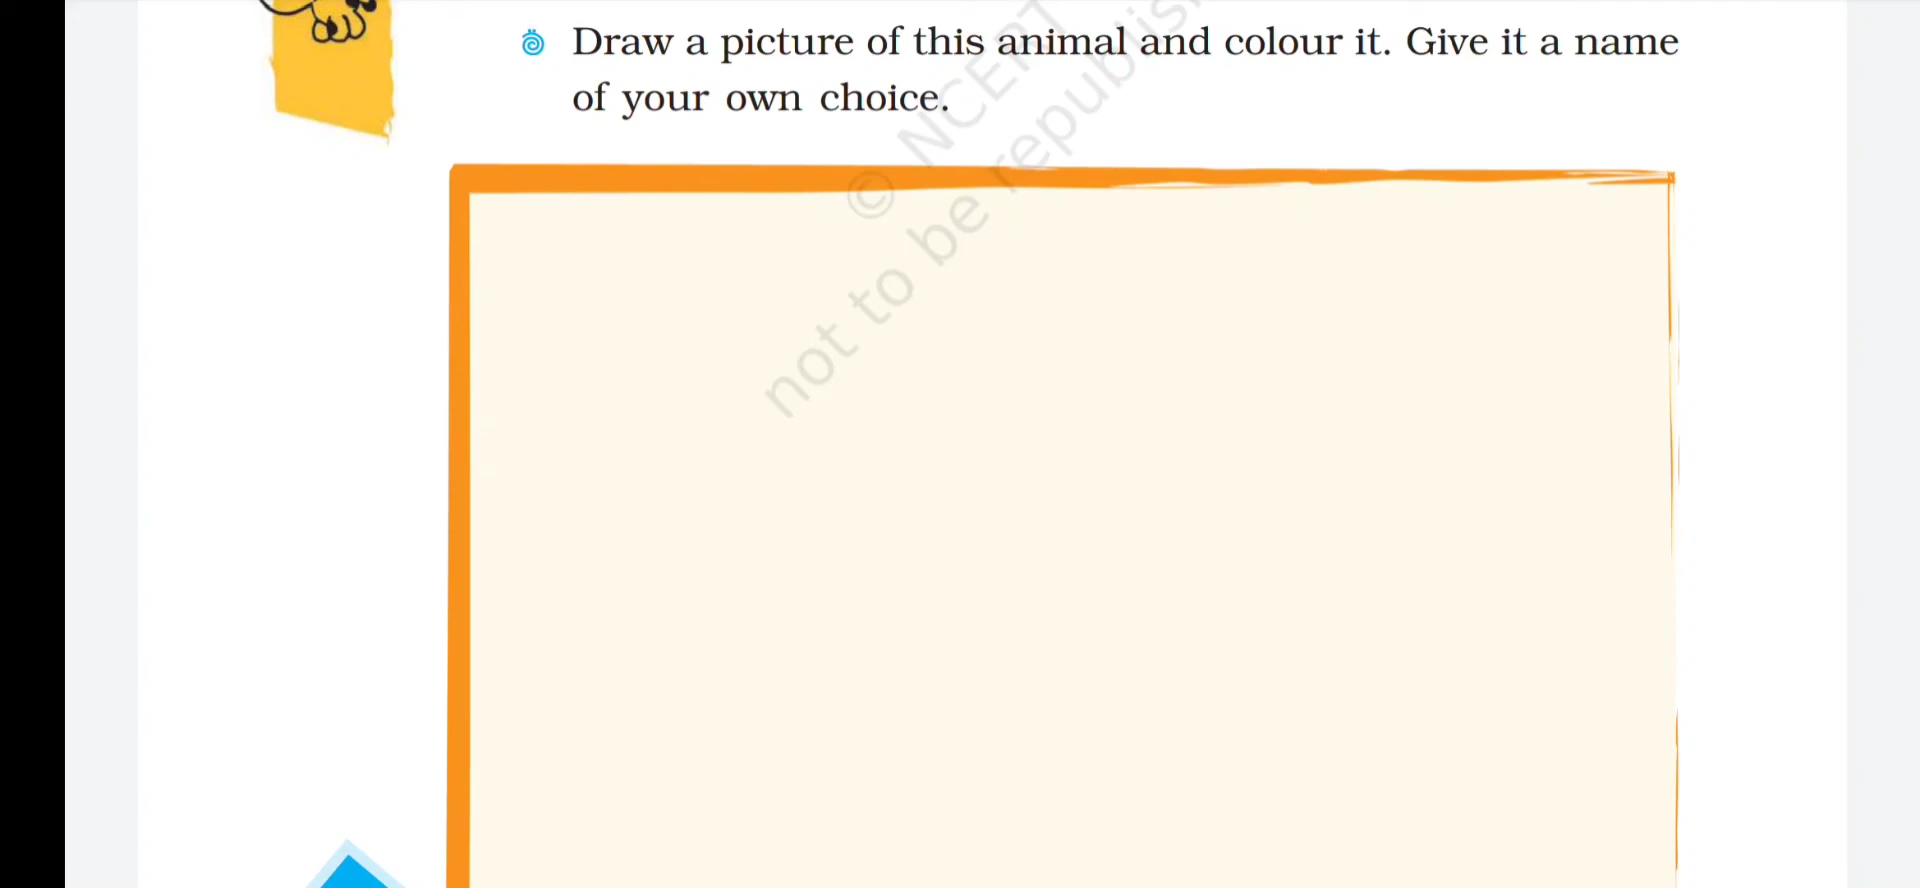 Draw a picture of this animal and colour it. Give it a name
of your own choice.
© NCERT
not to be republis